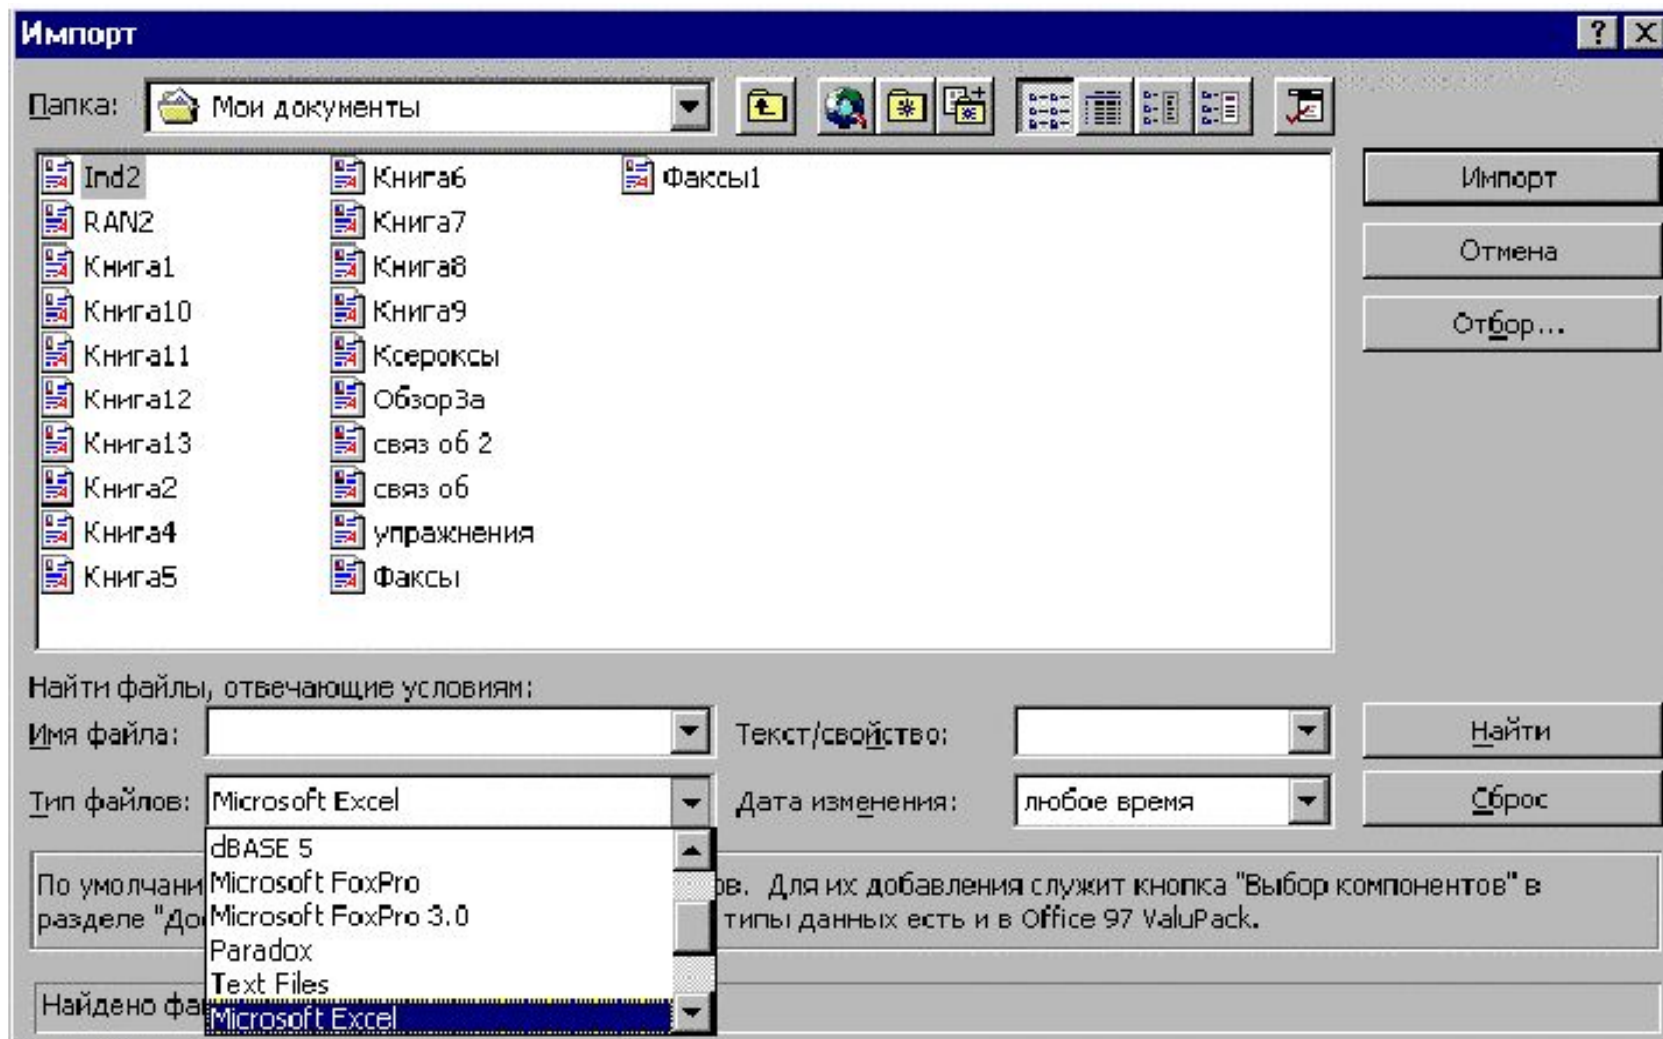 Импорт
Папка: Мои документы
Ind2 Книга6 Факсы1
RAN2 Книга7
Книга1 Книга8
Книга10 Книга9
Книга11 Ксероксы
Книга12 Обзор3а
Книга13 связ об 2
Книга2 связ об
Книга4 упражнения
Книга5 Факсы
Импорт
Отмена
Отбор...
Найти файлы, отвечающие условиям:
Имя файла: Текст/свойство: Найти
Тип файлов: Microsoft Excel Дата изменения: любое время Сброс
dBASE 5
Microsoft FoxPro
Microsoft FoxPro 3.0
Paradox
Text Files
Microsoft Excel
По умолчани ов. Для их добавления служит кнопка "Выбор компонентов" в
разделе "До типы данных есть и в Office 97 ValuPack.
Найдено фа